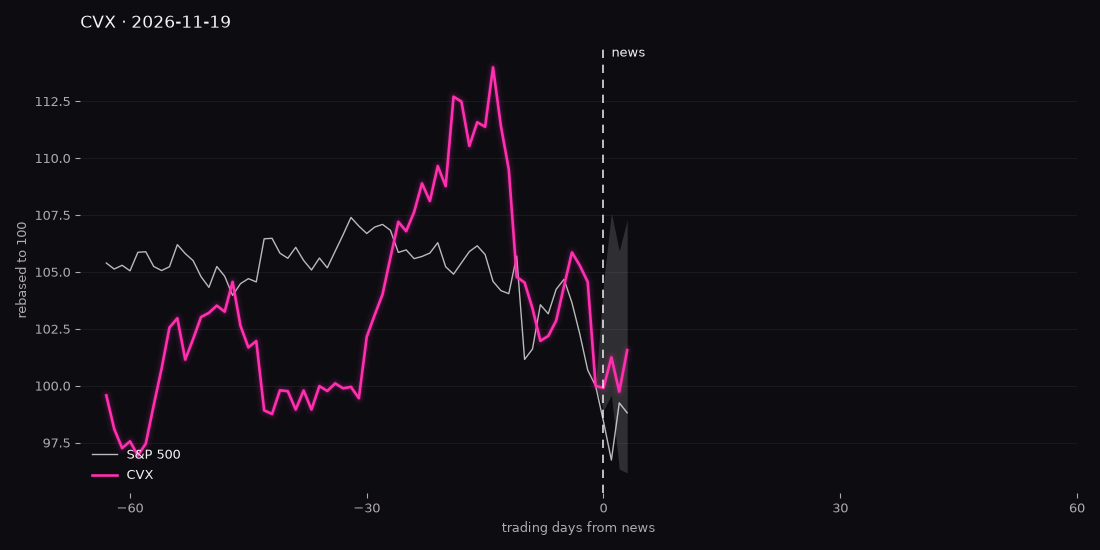 CVX · 2026-11-19
news
112.5
110.0
107.5
105.0
102.5
100.0
97.5
rebased to 100
S&P 500
CVX
−60
−30
0
30
60
trading days from news